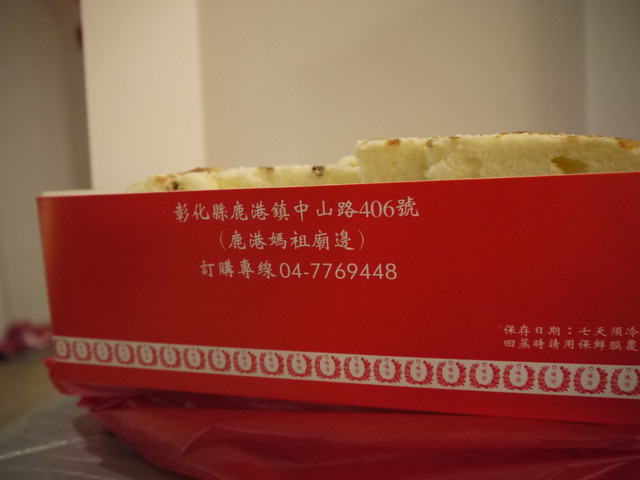 彰化縣鹿港鎮中山路406號
（鹿港媽祖廟邊）
訂購專線04-7769448
保存日期：七天須冷
回蒸時請用保鮮膜覆